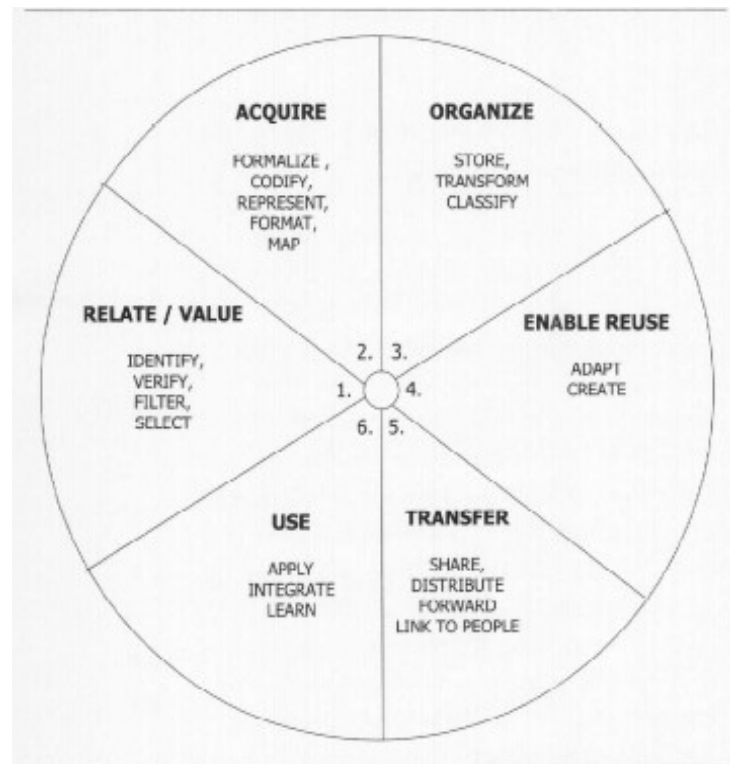 ACQUIRE
FORMALIZE ,
CODIFY,
REPRESENT,
FORMAT,
MAP
ORGANIZE
STORE,
TRANSFORM
CLASSIFY
RELATE / VALUE
IDENTIFY,
VERIFY,
FILTER,
SELECT
ENABLE REUSE
ADAPT
CREATE
2. 3.
1. 4.
6. 5.
USE
APPLY
INTEGRATE
LEARN
TRANSFER
SHARE,
DISTRIBUTE
FORWARD
LINK TO PEOPLE